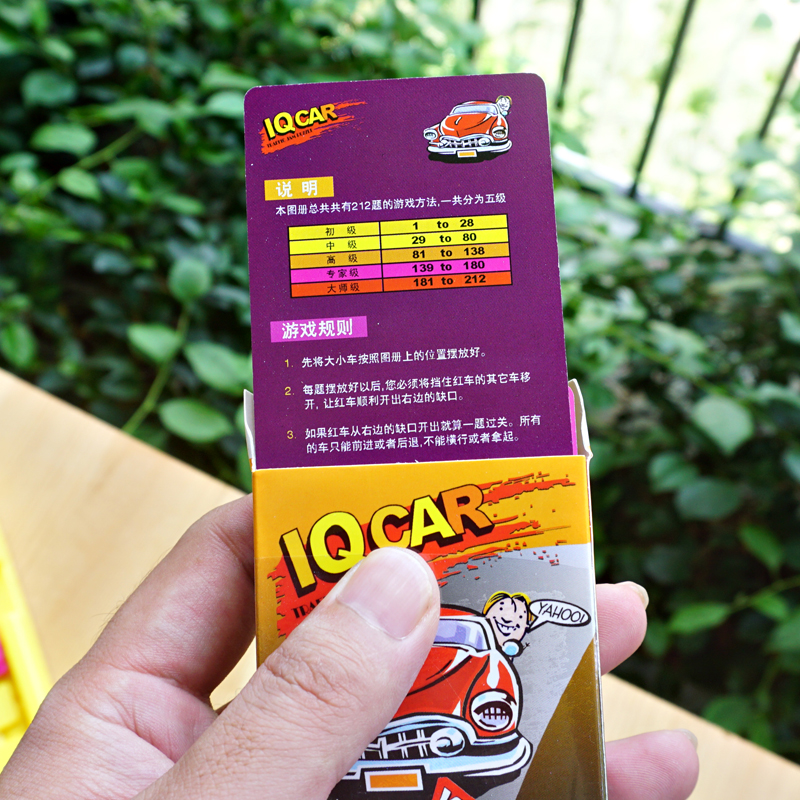 IQ CAR
TRAFFIC JAM PUZZLE
说 明
本图册总共共有212题的游戏方法,一共分为五级
初 级 1 to 28
中 级 29 to 80
高 级 81 to 138
专家级 139 to 180
大师级 181 to 212
游戏规则
1. 先将大小车按照图册上的位置摆放好。
2. 每题摆放好以后,您必须将挡住红车的其它车移
开, 让红车顺利开出右边的缺口。
3. 如果红车从右边的缺口开出就算一题过关。所有
的车只能前进或者后退,不能横行或者拿起。
IQ CAR
YAHOO!